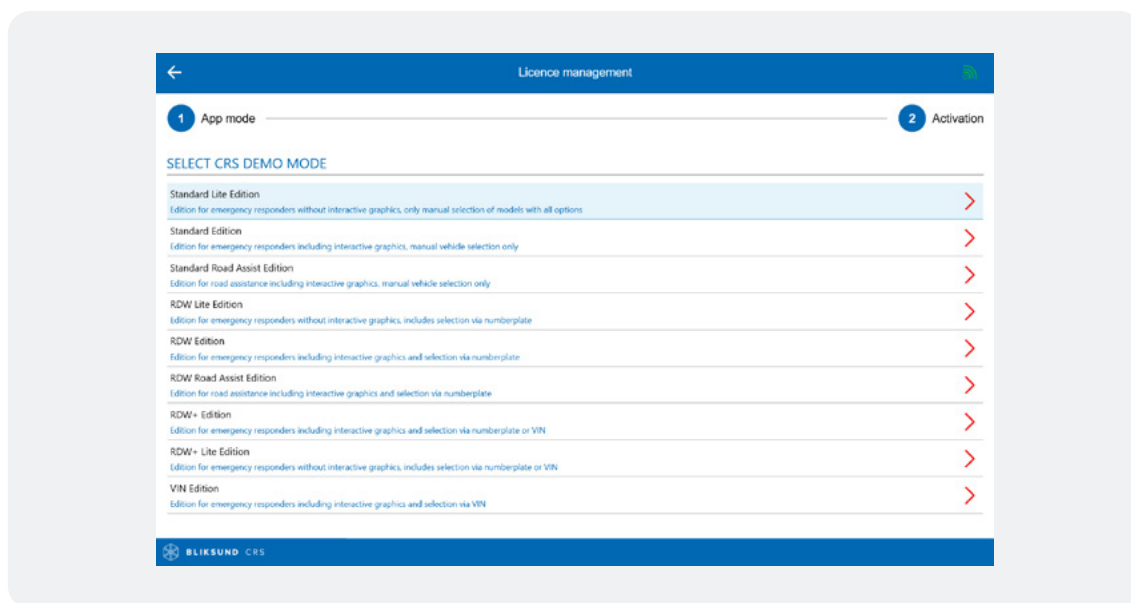 Licence management
1 App mode 2 Activation
SELECT CRS DEMO MODE
Standard Lite Edition
Edition for emergency responders without interactive graphics, only manual selection of models with all options
Standard Edition
Edition for emergency responders including interactive graphics, manual vehicle selection only
Standard Road Assist Edition
Edition for road assistance including interactive graphics, manual vehicle selection only
RDW Lite Edition
Edition for emergency responders without interactive graphics, includes selection via numberplate
RDW Edition
Edition for emergency responders including interactive graphics and selection via numberplate
RDW Road Assist Edition
Edition for road assistance including interactive graphics and selection via numberplate
RDW+ Edition
Edition for emergency responders including interactive graphics and selection via numberplate or VIN
RDW+ Lite Edition
Edition for emergency responders without interactive graphics, includes selection via numberplate or VIN
VIN Edition
Edition for emergency responders including interactive graphics and selection via VIN
BLIKSUND CRS